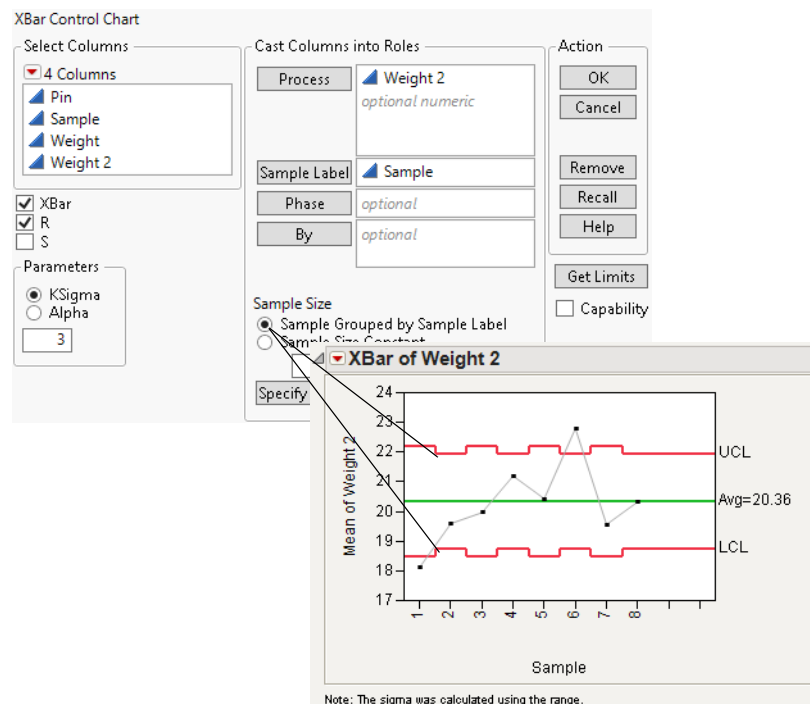 XBar Control Chart
Select Columns
4 Columns
Pin
Sample
Weight
Weight 2
XBar
R
S
Parameters
KSigma
Alpha
3
Cast Columns into Roles
Process
Weight 2
optional numeric
Sample Label
Sample
Phase
optional
By
optional
Sample Size
Sample Grouped by Sample Label
Sample Size Constant
Specify
Action
OK
Cancel
Remove
Recall
Help
Get Limits
Capability
XBar of Weight 2
Mean of Weight 2
24
23
22
21
20
19
18
17
UCL
Avg=20.36
LCL
1 2 3 4 5 6 7 8
Sample
Note: The sigma was calculated using the range.